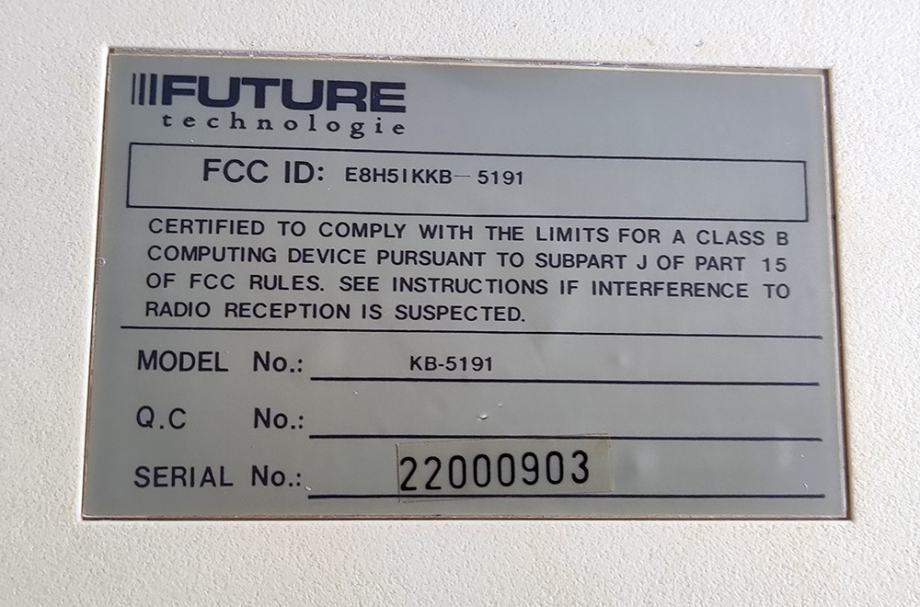 FUTURE
technologie
FCC ID: E8H5IKKB-5191
CERTIFIED TO COMPLY WITH THE LIMITS FOR A CLASS B
COMPUTING DEVICE PURSUANT TO SUBPART J OF PART 15
OF FCC RULES. SEE INSTRUCTIONS IF INTERFERENCE TO
RADIO RECEPTION IS SUSPECTED.
MODEL No.: KB-5191
Q.C No.:
SERIAL No.: 22000903